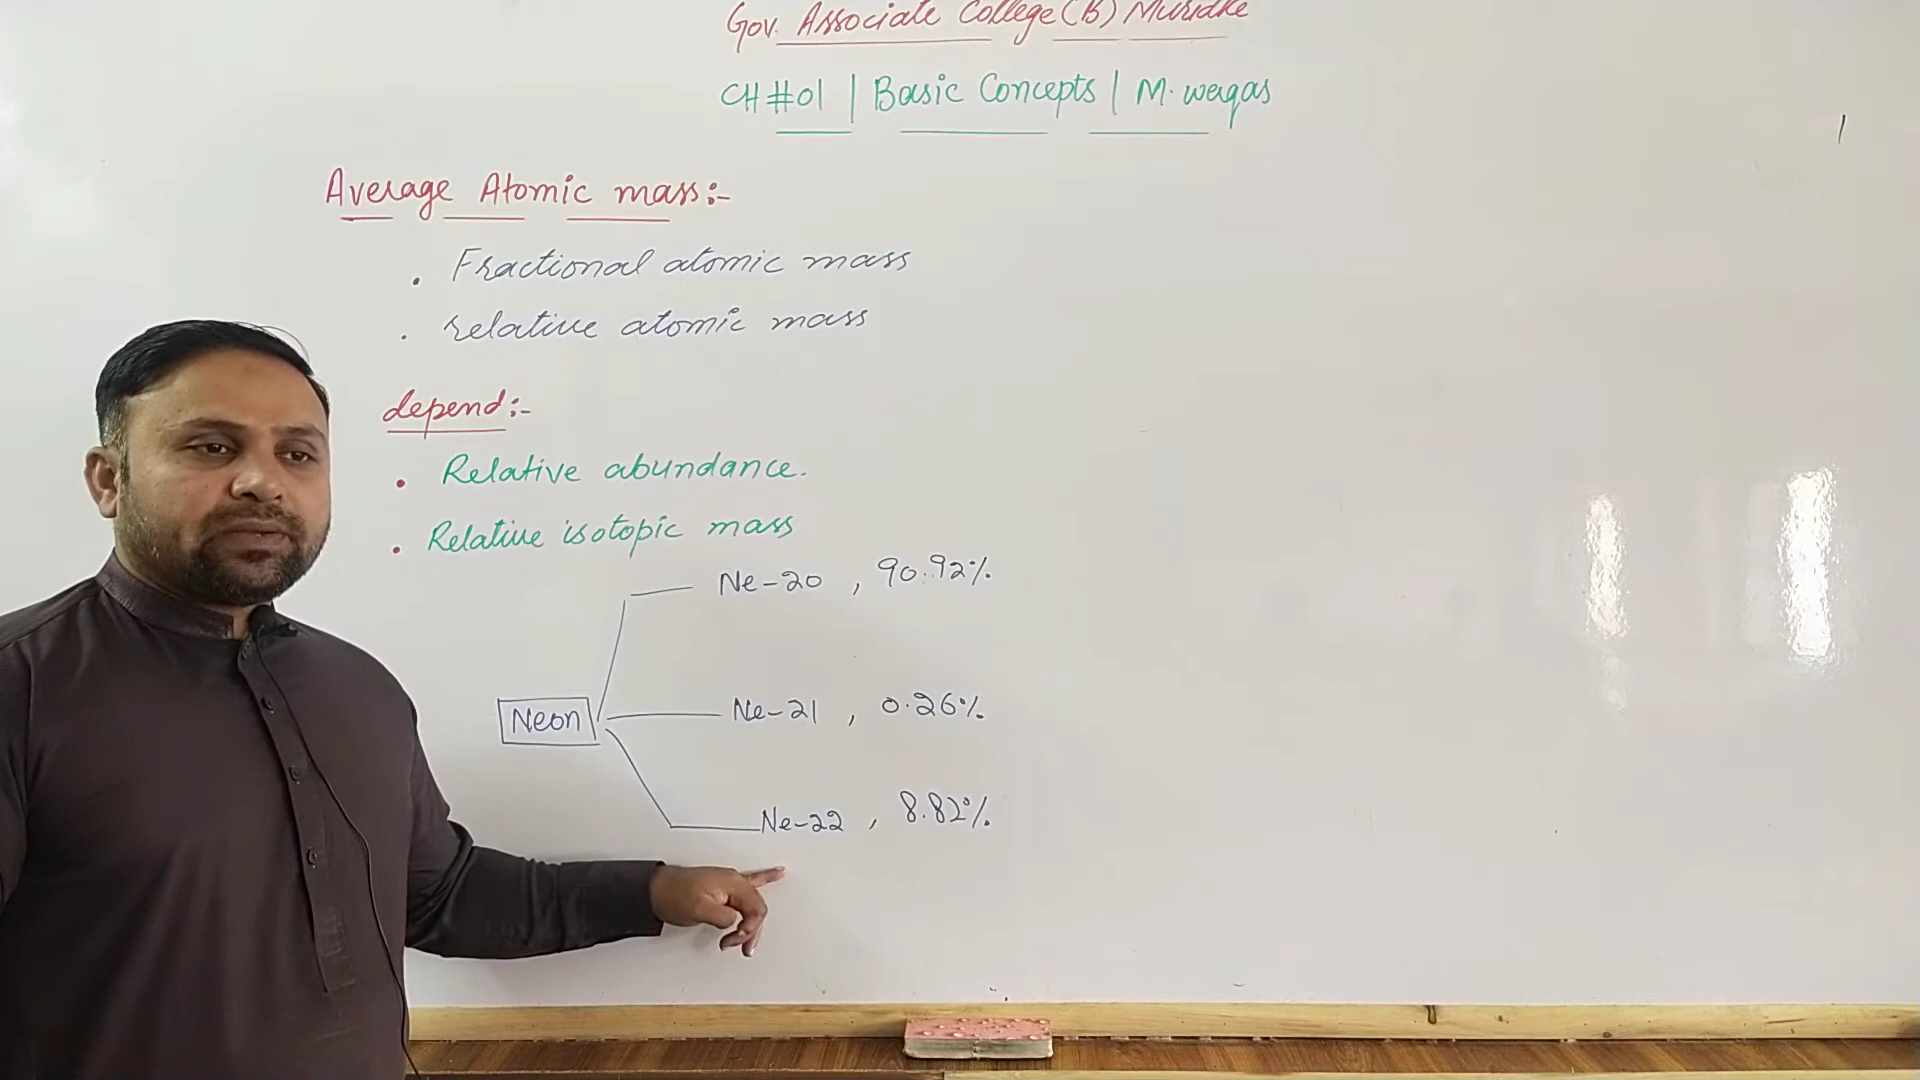 Gov. Associate College (B) Muridke
CH #01 | Basic Concepts | M. weqas
Average Atomic mass:-
. Fractional atomic mass
. relative atomic mass
depend:-
. Relative abundance.
. Relative isotopic mass
Ne-20 , 90.92%
Neon
Ne-21 , 0.26%
Ne-22 , 8.82%